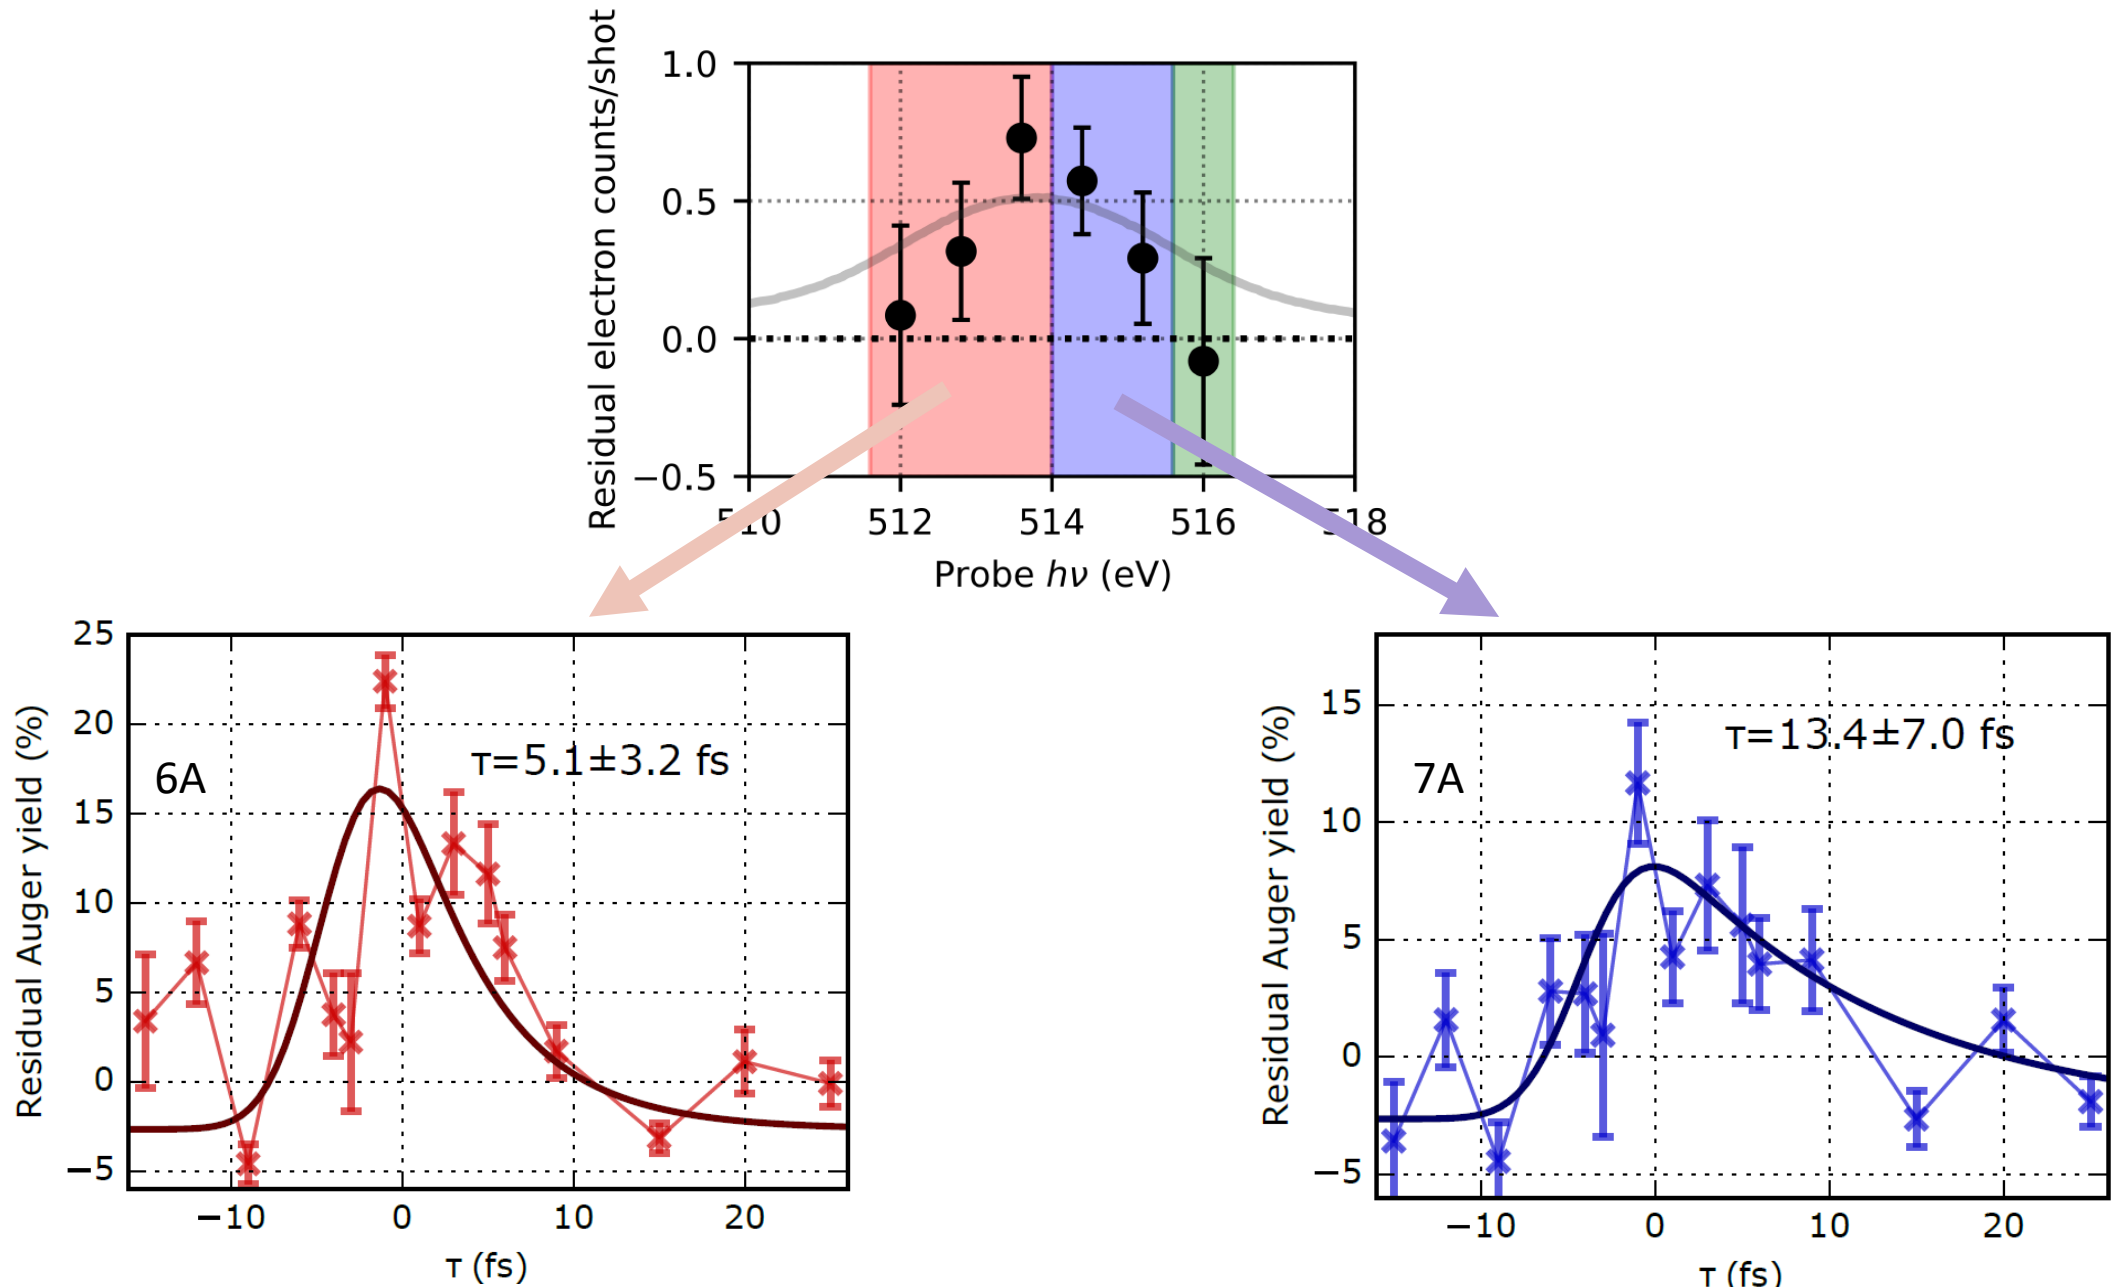 Residual electron counts/shot
1.0
0.5
0.0
−0.5
510 512 514 516 518
Probe hν (eV)
Residual Auger yield (%)
25
20
15
10
5
0
−5
6A
τ=5.1±3.2 fs
−10 0 10 20
τ (fs)
Residual Auger yield (%)
15
10
5
0
−5
7A
τ=13.4±7.0 fs
−10 0 10 20
τ (fs)